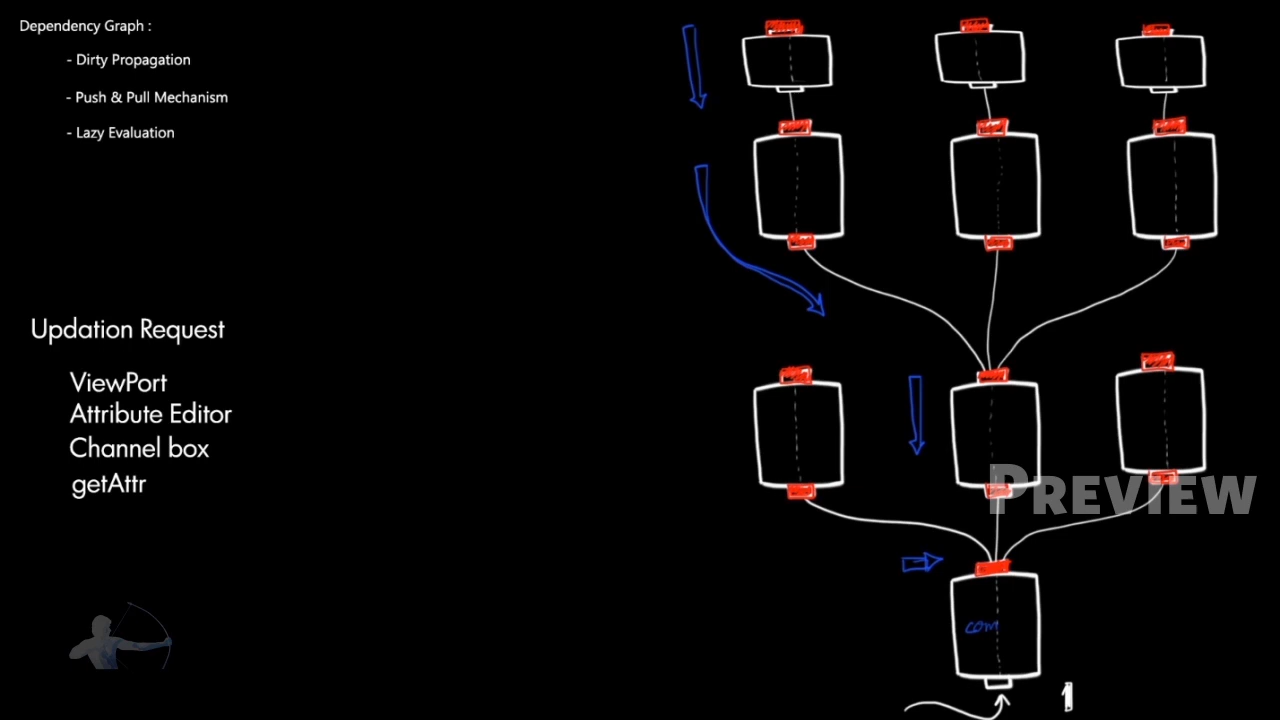 Dependency Graph :
- Dirty Propagation
- Push & Pull Mechanism
- Lazy Evaluation
Updation Request
ViewPort
Attribute Editor
Channel box
getAttr
PREVIEW
com
1